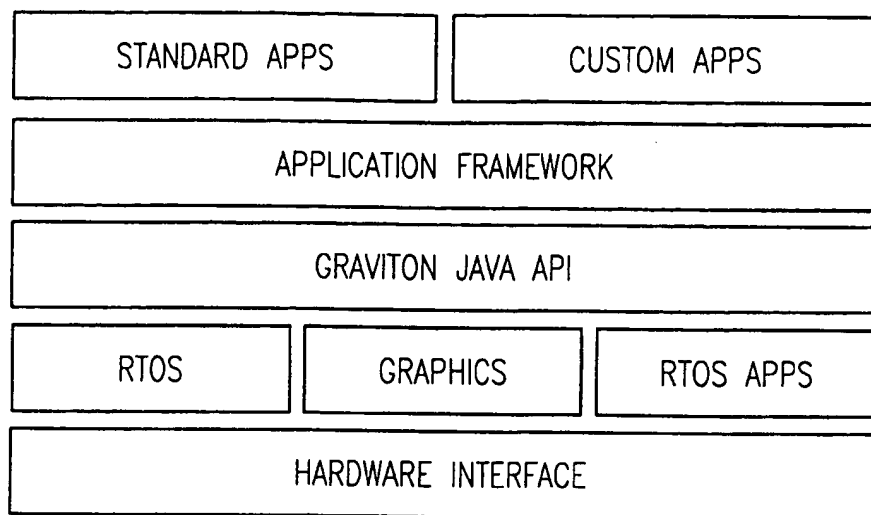 STANDARD APPS
CUSTOM APPS
APPLICATION FRAMEWORK
GRAVITON JAVA API
RTOS
GRAPHICS
RTOS APPS
HARDWARE INTERFACE